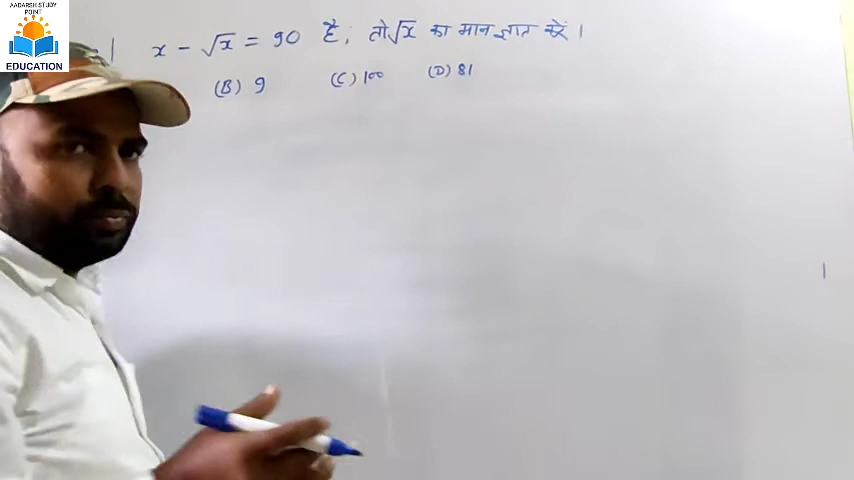 AADARSH STUDY
POINT
EDUCATION
x - √x = 90 है, तो √x का मान ज्ञात करें ।
(B) 9 (C) 100 (D) 81